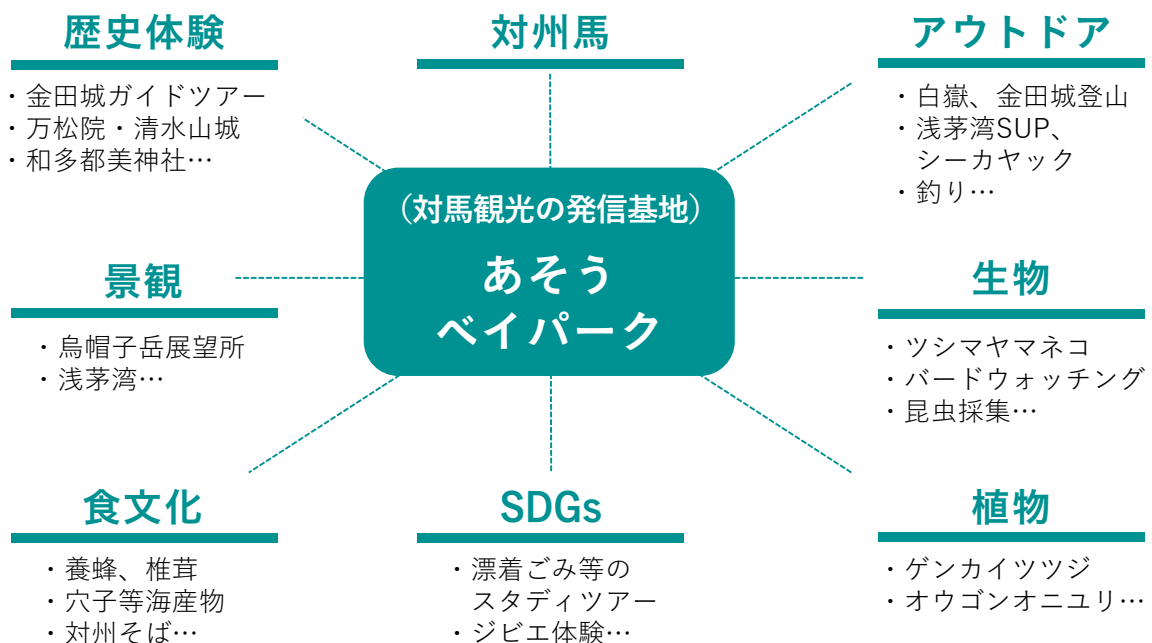 歴史体験
・金田城ガイドツアー
・万松院・清水山城
・和多都美神社…
対州馬
アウトドア
・白嶽、金田城登山
・浅茅湾SUP、
シーカヤック
・釣り…
（対馬観光の発信基地）
あそう
ベイパーク
景観
・烏帽子岳展望所
・浅茅湾…
生物
・ツシマヤマネコ
・バードウォッチング
・昆虫採集…
食文化
・養蜂、椎茸
・穴子等海産物
・対州そば…
SDGs
・漂着ごみ等の
スタディツアー
・ジビエ体験…
植物
・ゲンカイツツジ
・オウゴンオニユリ…